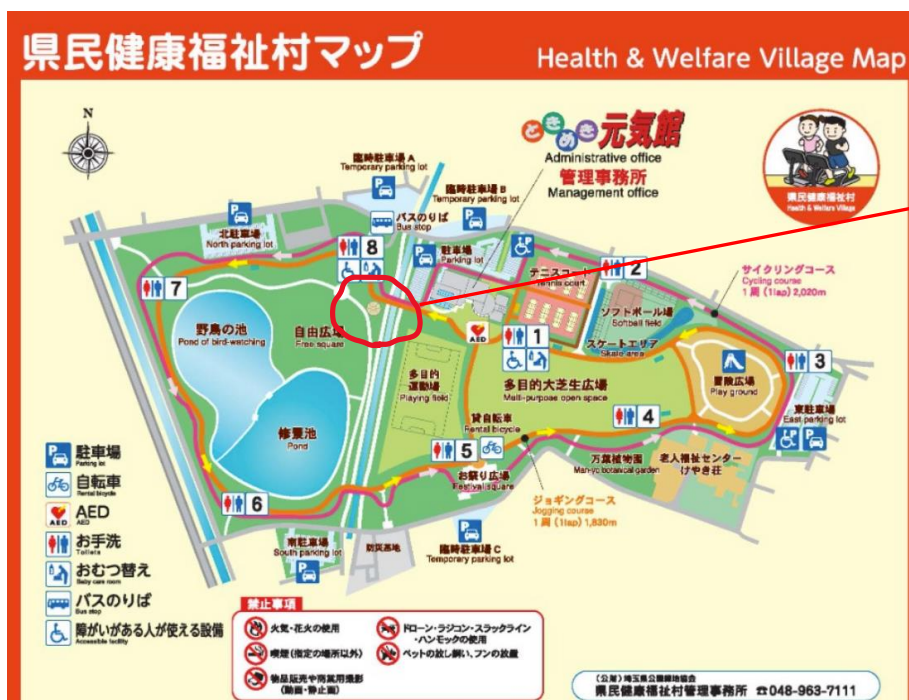 県民健康福祉村マップ
Health & Welfare Village Map
N
ときめき元気館
Administrative office
管理事務所
Management office
県民健康福祉村
Health & Welfare Village
臨時駐車場 A
Temporary parking lot
臨時駐車場 B
Temporary parking lot
バスのりば
Bus stop
北駐車場
North parking lot
駐車場
Parking lot
8
7
2
1
3
4
5
6
テニスコート
Tennis court
サイクリングコース
Cycling course
1周 (1lap) 2,020m
ソフトボール場
Softball field
スケートエリア
Skate area
野鳥の池
Pond of bird-watching
自由広場
Free square
AED
多目的
運動場
Playing field
多目的大芝生広場
Multi-purpose open space
冒険広場
Play ground
東駐車場
East parking lot
修景池
Pond
貸自転車
Rental bicycle
お祭り広場
Festival square
万葉植物園
Man-yo botanical garden
老人福祉センター
けやき荘
ジョギングコース
Jogging course
1周 (1lap) 1,830m
南駐車場
South parking lot
防災基地
臨時駐車場 C
Temporary parking lot
駐車場
Parking lot
自転車
Rental bicycle
AED
AED
お手洗
Toilets
おむつ替え
Baby care room
バスのりば
Bus stop
障がいがある人が使える設備
Accessible facility
禁止事項
火気・花火の使用
喫煙(指定の場所以外)
物品販売や商業用撮影
(動画・静止画)
ドローン・ラジコン・スラックライン
・ハンモックの使用
ペットの放し飼い、フンの放置
(公財)埼玉県公園緑地協会
県民健康福祉村管理事務所 ☎048-963-7111